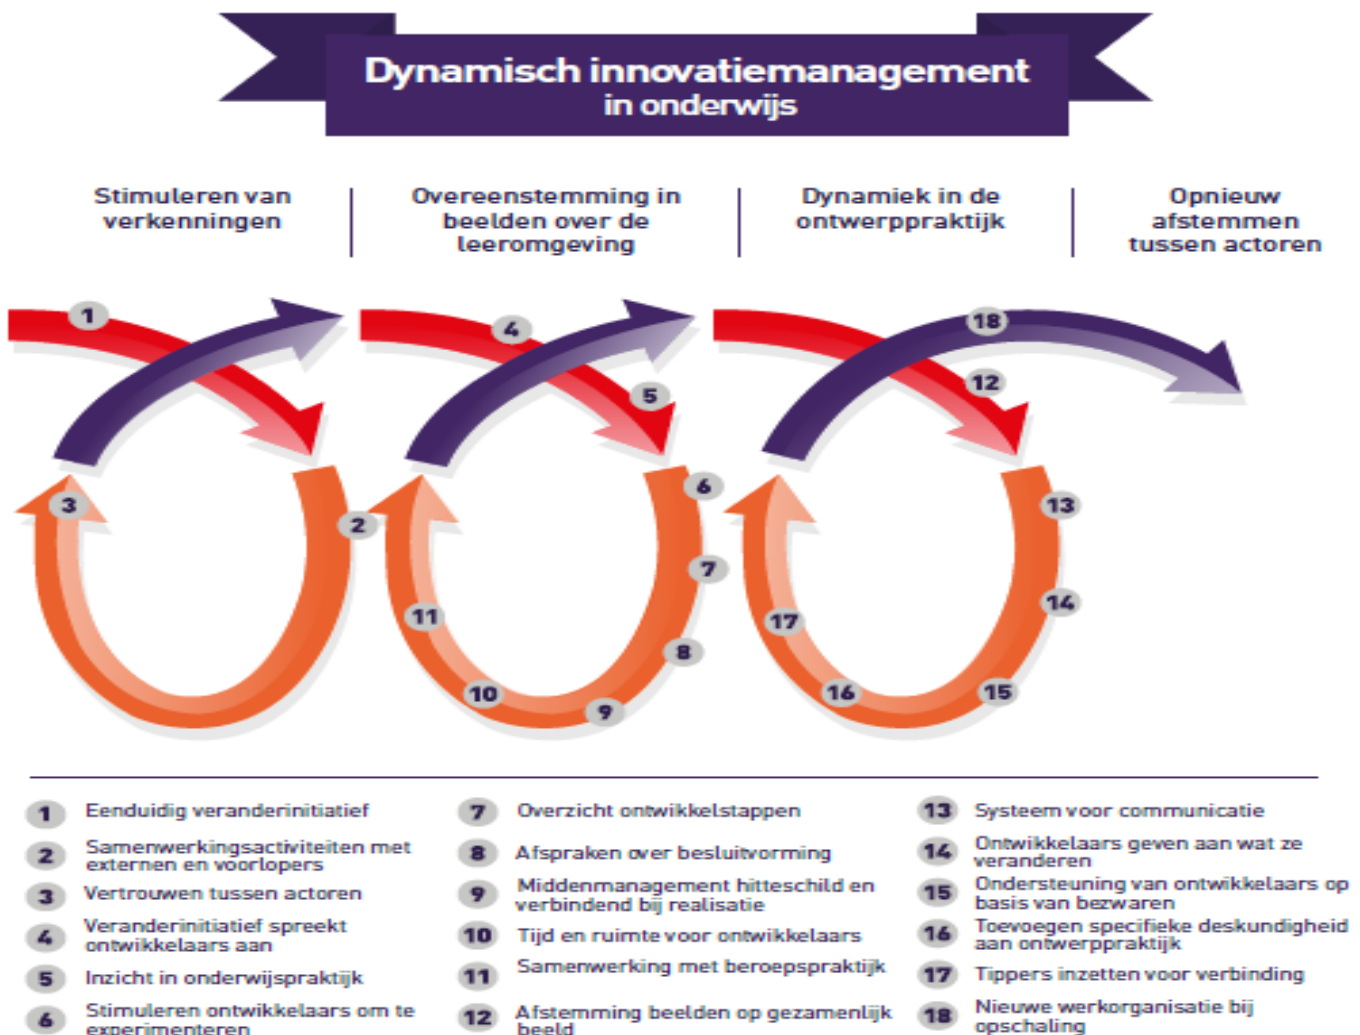 Dynamisch innovatiemanagement
in onderwijs
Stimuleren van
verkenningen
Overeenstemming in
beelden over de
leeromgeving
Dynamiek in de
ontwerppraktijk
Opnieuw
afstemmen
tussen actoren
1
4
18
12
5
3
2
6
7
8
9
10
11
13
14
15
16
17
1 Eenduidig veranderinitiatief
2 Samenwerkingsactiviteiten met
externen en voorlopers
3 Vertrouwen tussen actoren
4 Veranderinitiatief spreekt
ontwikkelaars aan
5 Inzicht in onderwijspraktijk
6 Stimuleren ontwikkelaars om te
experimenteren
7 Overzicht ontwikkelstappen
8 Afspraken over besluitvorming
9 Middenmanagement hitteschild en
verbindend bij realisatie
10 Tijd en ruimte voor ontwikkelaars
11 Samenwerking met beroepspraktijk
12 Afstemming beelden op gezamenlijk
beeld
13 Systeem voor communicatie
14 Ontwikkelaars geven aan wat ze
veranderen
15 Ondersteuning van ontwikkelaars op
basis van bezwaren
16 Toevoegen specifieke deskundigheid
aan ontwerppraktijk
17 Tippers inzetten voor verbinding
18 Nieuwe werkorganisatie bij
opschaling